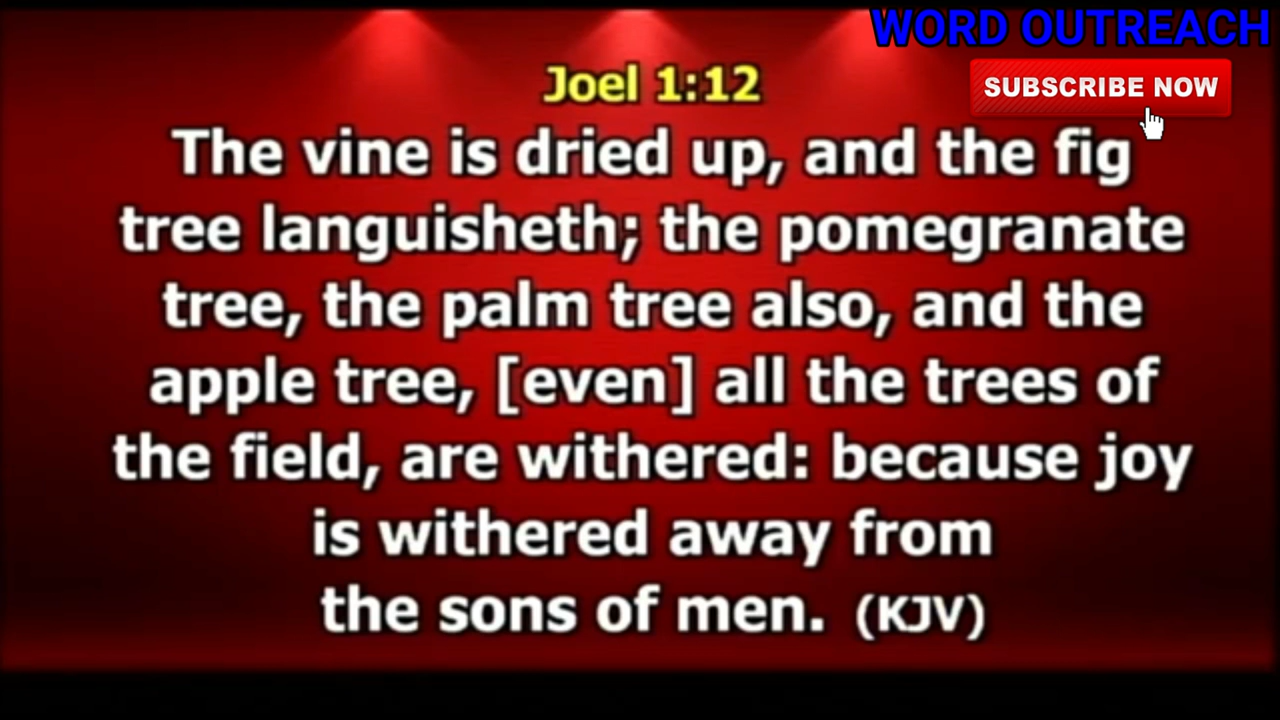 WORD OUTREACH
SUBSCRIBE NOW
Joel 1:12
The vine is dried up, and the fig
tree languisheth; the pomegranate
tree, the palm tree also, and the
apple tree, [even] all the trees of
the field, are withered: because joy
is withered away from
the sons of men. (KJV)